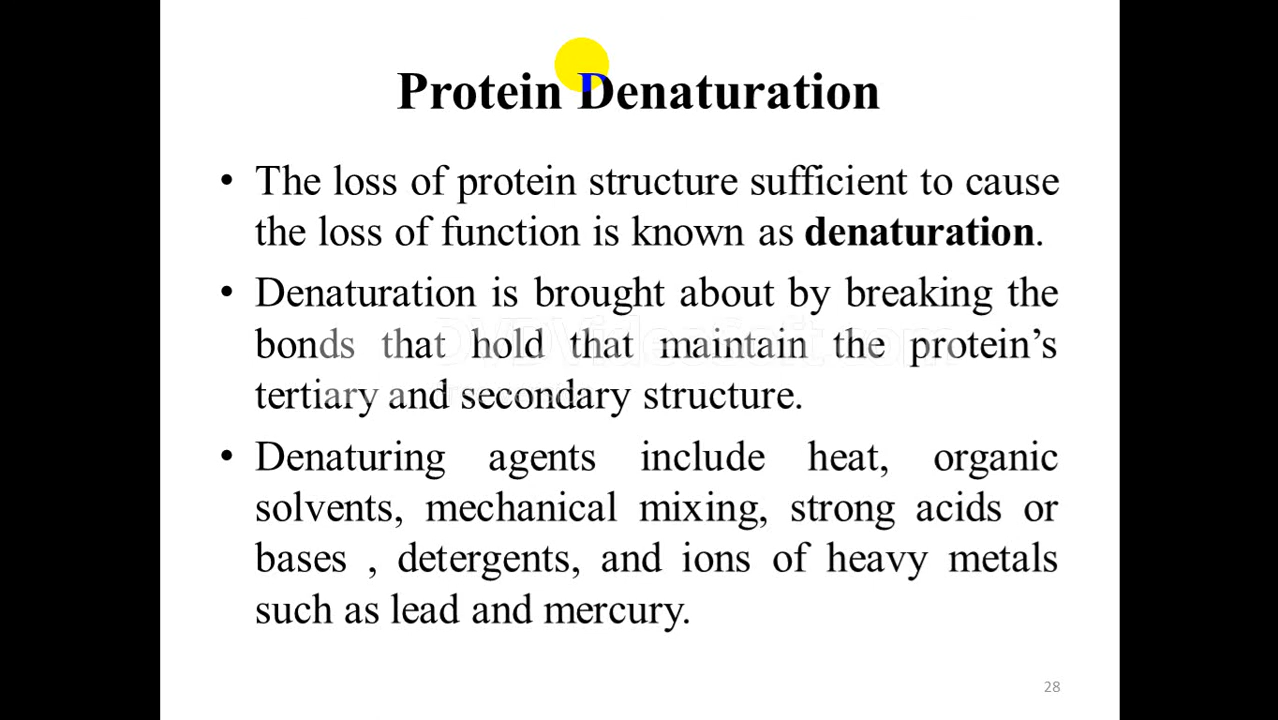 Protein Denaturation
• The loss of protein structure sufficient to cause
the loss of function is known as denaturation.
• Denaturation is brought about by breaking the
bonds that hold that maintain the protein’s
tertiary and secondary structure.
DVDVideoSoft.com
• Denaturing agents include heat, organic
solvents, mechanical mixing, strong acids or
bases , detergents, and ions of heavy metals
such as lead and mercury.
28